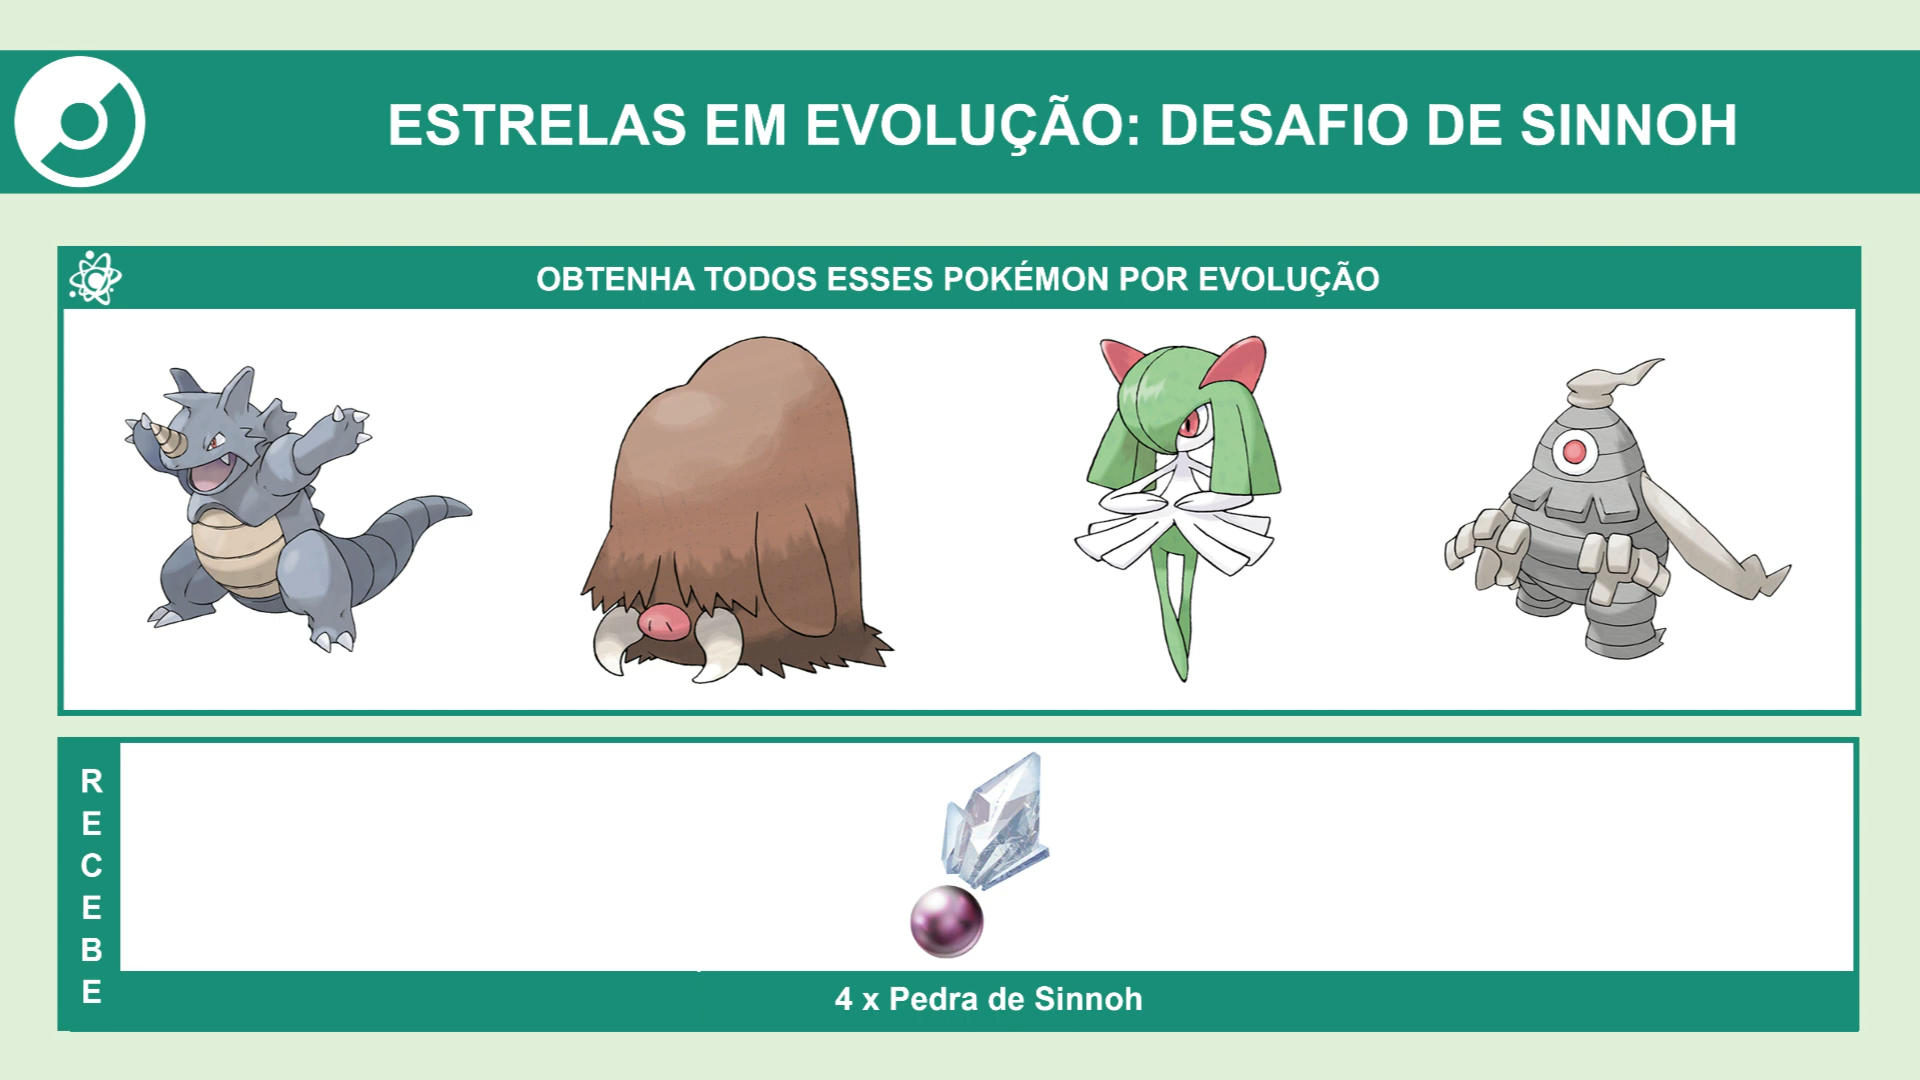 ESTRELAS EM EVOLUÇÃO: DESAFIO DE SINNOH
OBTENHA TODOS ESSES POKÉMON POR EVOLUÇÃO
RECEBE
4 x Pedra de Sinnoh